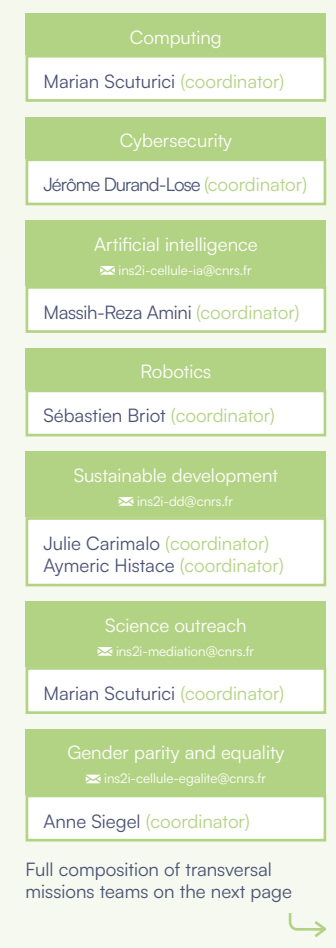 Computing
Marian Scuturici (coordinator)
Cybersecurity
Jérôme Durand-Lose (coordinator)
Artificial intelligence
ins2i-cellule-ia@cnrs.fr
Massih-Reza Amini (coordinator)
Robotics
Sébastien Briot (coordinator)
Sustainable development
ins2i-dd@cnrs.fr
Julie Carimalo (coordinator)
Aymeric Histace (coordinator)
Science outreach
ins2i-mediation@cnrs.fr
Marian Scuturici (coordinator)
Gender parity and equality
ins2i-cellule-egalite@cnrs.fr
Anne Siegel (coordinator)
Full composition of transversal
missions teams on the next page